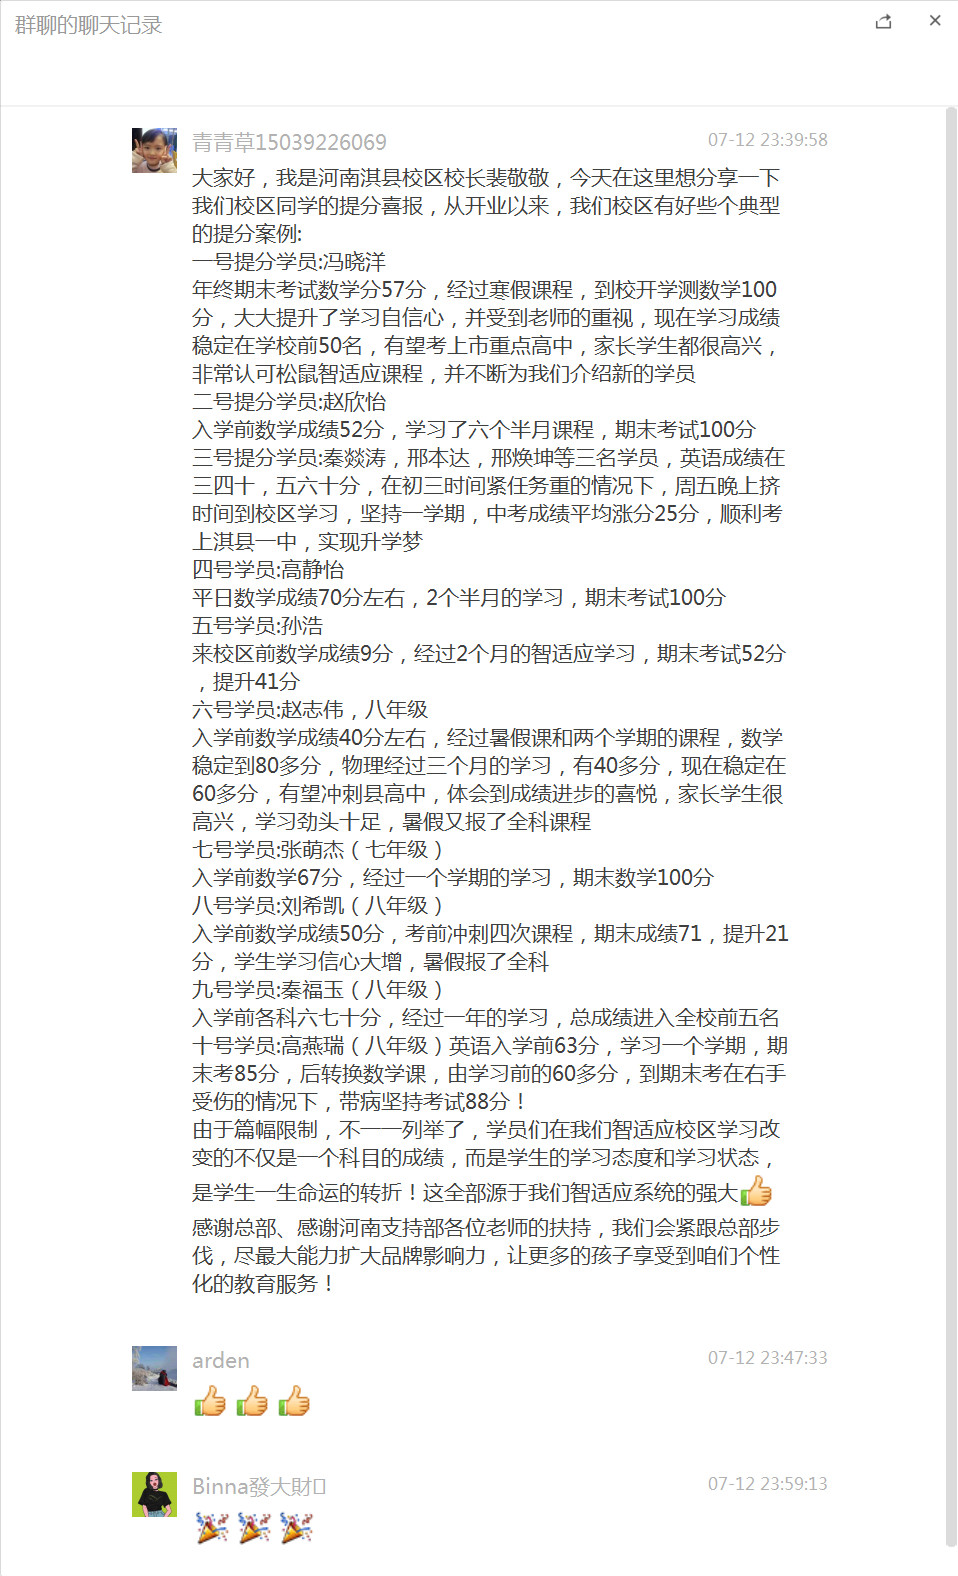 群聊的聊天记录
青青草15039226069
07-12 23:39:58
大家好，我是河南淇县校区校长裴敬敬，今天在这里想分享一下
我们校区同学的提分喜报，从开业以来，我们校区有好些个典型
的提分案例:
一号提分学员:冯晓洋
年终期末考试数学分57分，经过寒假课程，到校开学测数学100
分，大大提升了学习自信心，并受到老师的重视，现在学习成绩
稳定在学校前50名，有望考上市重点高中，家长学生都很高兴，
非常认可松鼠智适应课程，并不断为我们介绍新的学员
二号提分学员:赵欣怡
入学前数学成绩52分，学习了六个半月课程，期末考试100分
三号提分学员:秦燚涛，邢本达，邢焕坤等三名学员，英语成绩在
三四十，五六十分，在初三时间紧任务重的情况下，周五晚上挤
时间到校区学习，坚持一学期，中考成绩平均涨分25分，顺利考
上淇县一中，实现升学梦
四号学员:高静怡
平日数学成绩70分左右，2个半月的学习，期末考试100分
五号学员:孙浩
来校区前数学成绩9分，经过2个月的智适应学习，期末考试52分
，提升41分
六号学员:赵志伟，八年级
入学前数学成绩40分左右，经过暑假课和两个学期的课程，数学
稳定到80多分，物理经过三个月的学习，有40多分，现在稳定在
60多分，有望冲刺县高中，体会到成绩进步的喜悦，家长学生很
高兴，学习劲头十足，暑假又报了全科课程
七号学员:张萌杰（七年级）
入学前数学67分，经过一个学期的学习，期末数学100分
八号学员:刘希凯（八年级）
入学前数学成绩50分，考前冲刺四次课程，期末成绩71，提升21
分，学生学习信心大增，暑假报了全科
九号学员:秦福玉（八年级）
入学前各科六七十分，经过一年的学习，总成绩进入全校前五名
十号学员:高燕瑞（八年级）英语入学前63分，学习一个学期，期
末考85分，后转换数学课，由学习前的60多分，到期末考在右手
受伤的情况下，带病坚持考试88分！
由于篇幅限制，不一一列举了，学员们在我们智适应校区学习改
变的不仅是一个科目的成绩，而是学生的学习态度和学习状态，
是学生一生命运的转折！这全部源于我们智适应系统的强大
感谢总部、感谢河南支持部各位老师的扶持，我们会紧跟总部步
伐，尽最大能力扩大品牌影响力，让更多的孩子享受到咱们个性
化的教育服务！
arden
07-12 23:47:33
Binna發大財
07-12 23:59:13